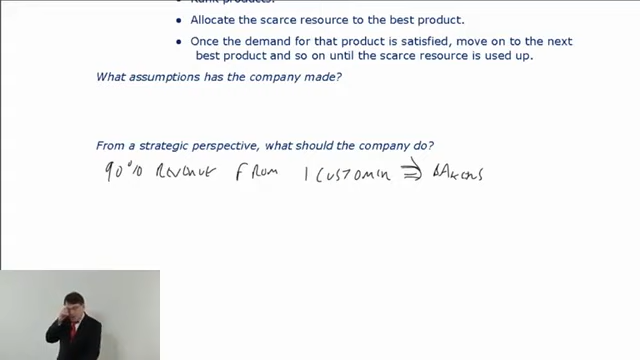 • Rank products.
• Allocate the scarce resource to the best product.
• Once the demand for that product is satisfied, move on to the next
best product and so on until the scarce resource is used up.
What assumptions has the company made?
From a strategic perspective, what should the company do?
90% REVENUE FROM 1 CUSTOMER ⇒